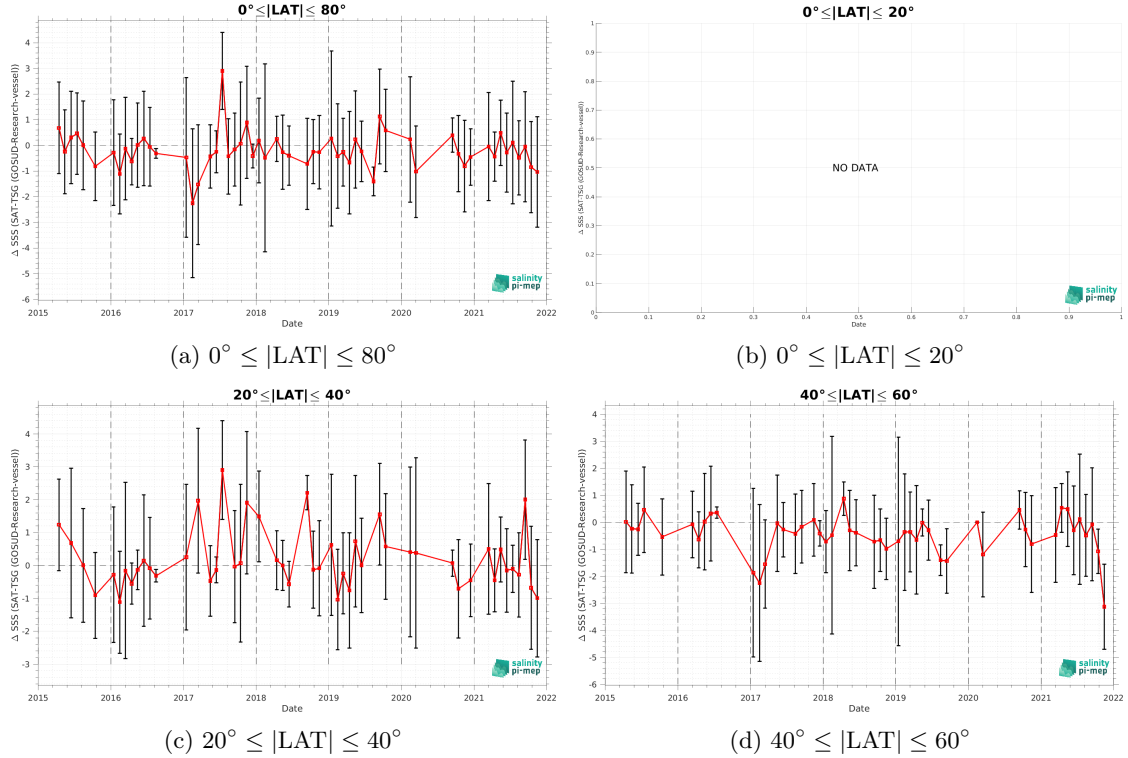 0°≤|LAT|≤ 80°
Δ SSS (SAT-TSG (GOSUD-Research-vessel))
4
3
2
1
0
-1
-2
-3
-4
-5
-6
2015 2016 2017 2018 2019 2020 2021 2022
Date
salinity
pi-mep
(a) 0° ≤ |LAT| ≤ 80°
0°≤|LAT|≤ 20°
Δ SSS (SAT-TSG (GOSUD-Research-vessel))
1
0.9
0.8
0.7
0.6
0.5
0.4
0.3
0.2
0.1
0
NO DATA
0 0.1 0.2 0.3 0.4 0.5 0.6 0.7 0.8 0.9 1
Date
salinity
pi-mep
(b) 0° ≤ |LAT| ≤ 20°
20°≤|LAT|≤ 40°
Δ SSS (SAT-TSG (GOSUD-Research-vessel))
4
3
2
1
0
-1
-2
-3
2015 2016 2017 2018 2019 2020 2021 2022
Date
salinity
pi-mep
(c) 20° ≤ |LAT| ≤ 40°
40°≤|LAT|≤ 60°
Δ SSS (SAT-TSG (GOSUD-Research-vessel))
4
3
2
1
0
-1
-2
-3
-4
-5
-6
2015 2016 2017 2018 2019 2020 2021 2022
Date
salinity
pi-mep
(d) 40° ≤ |LAT| ≤ 60°